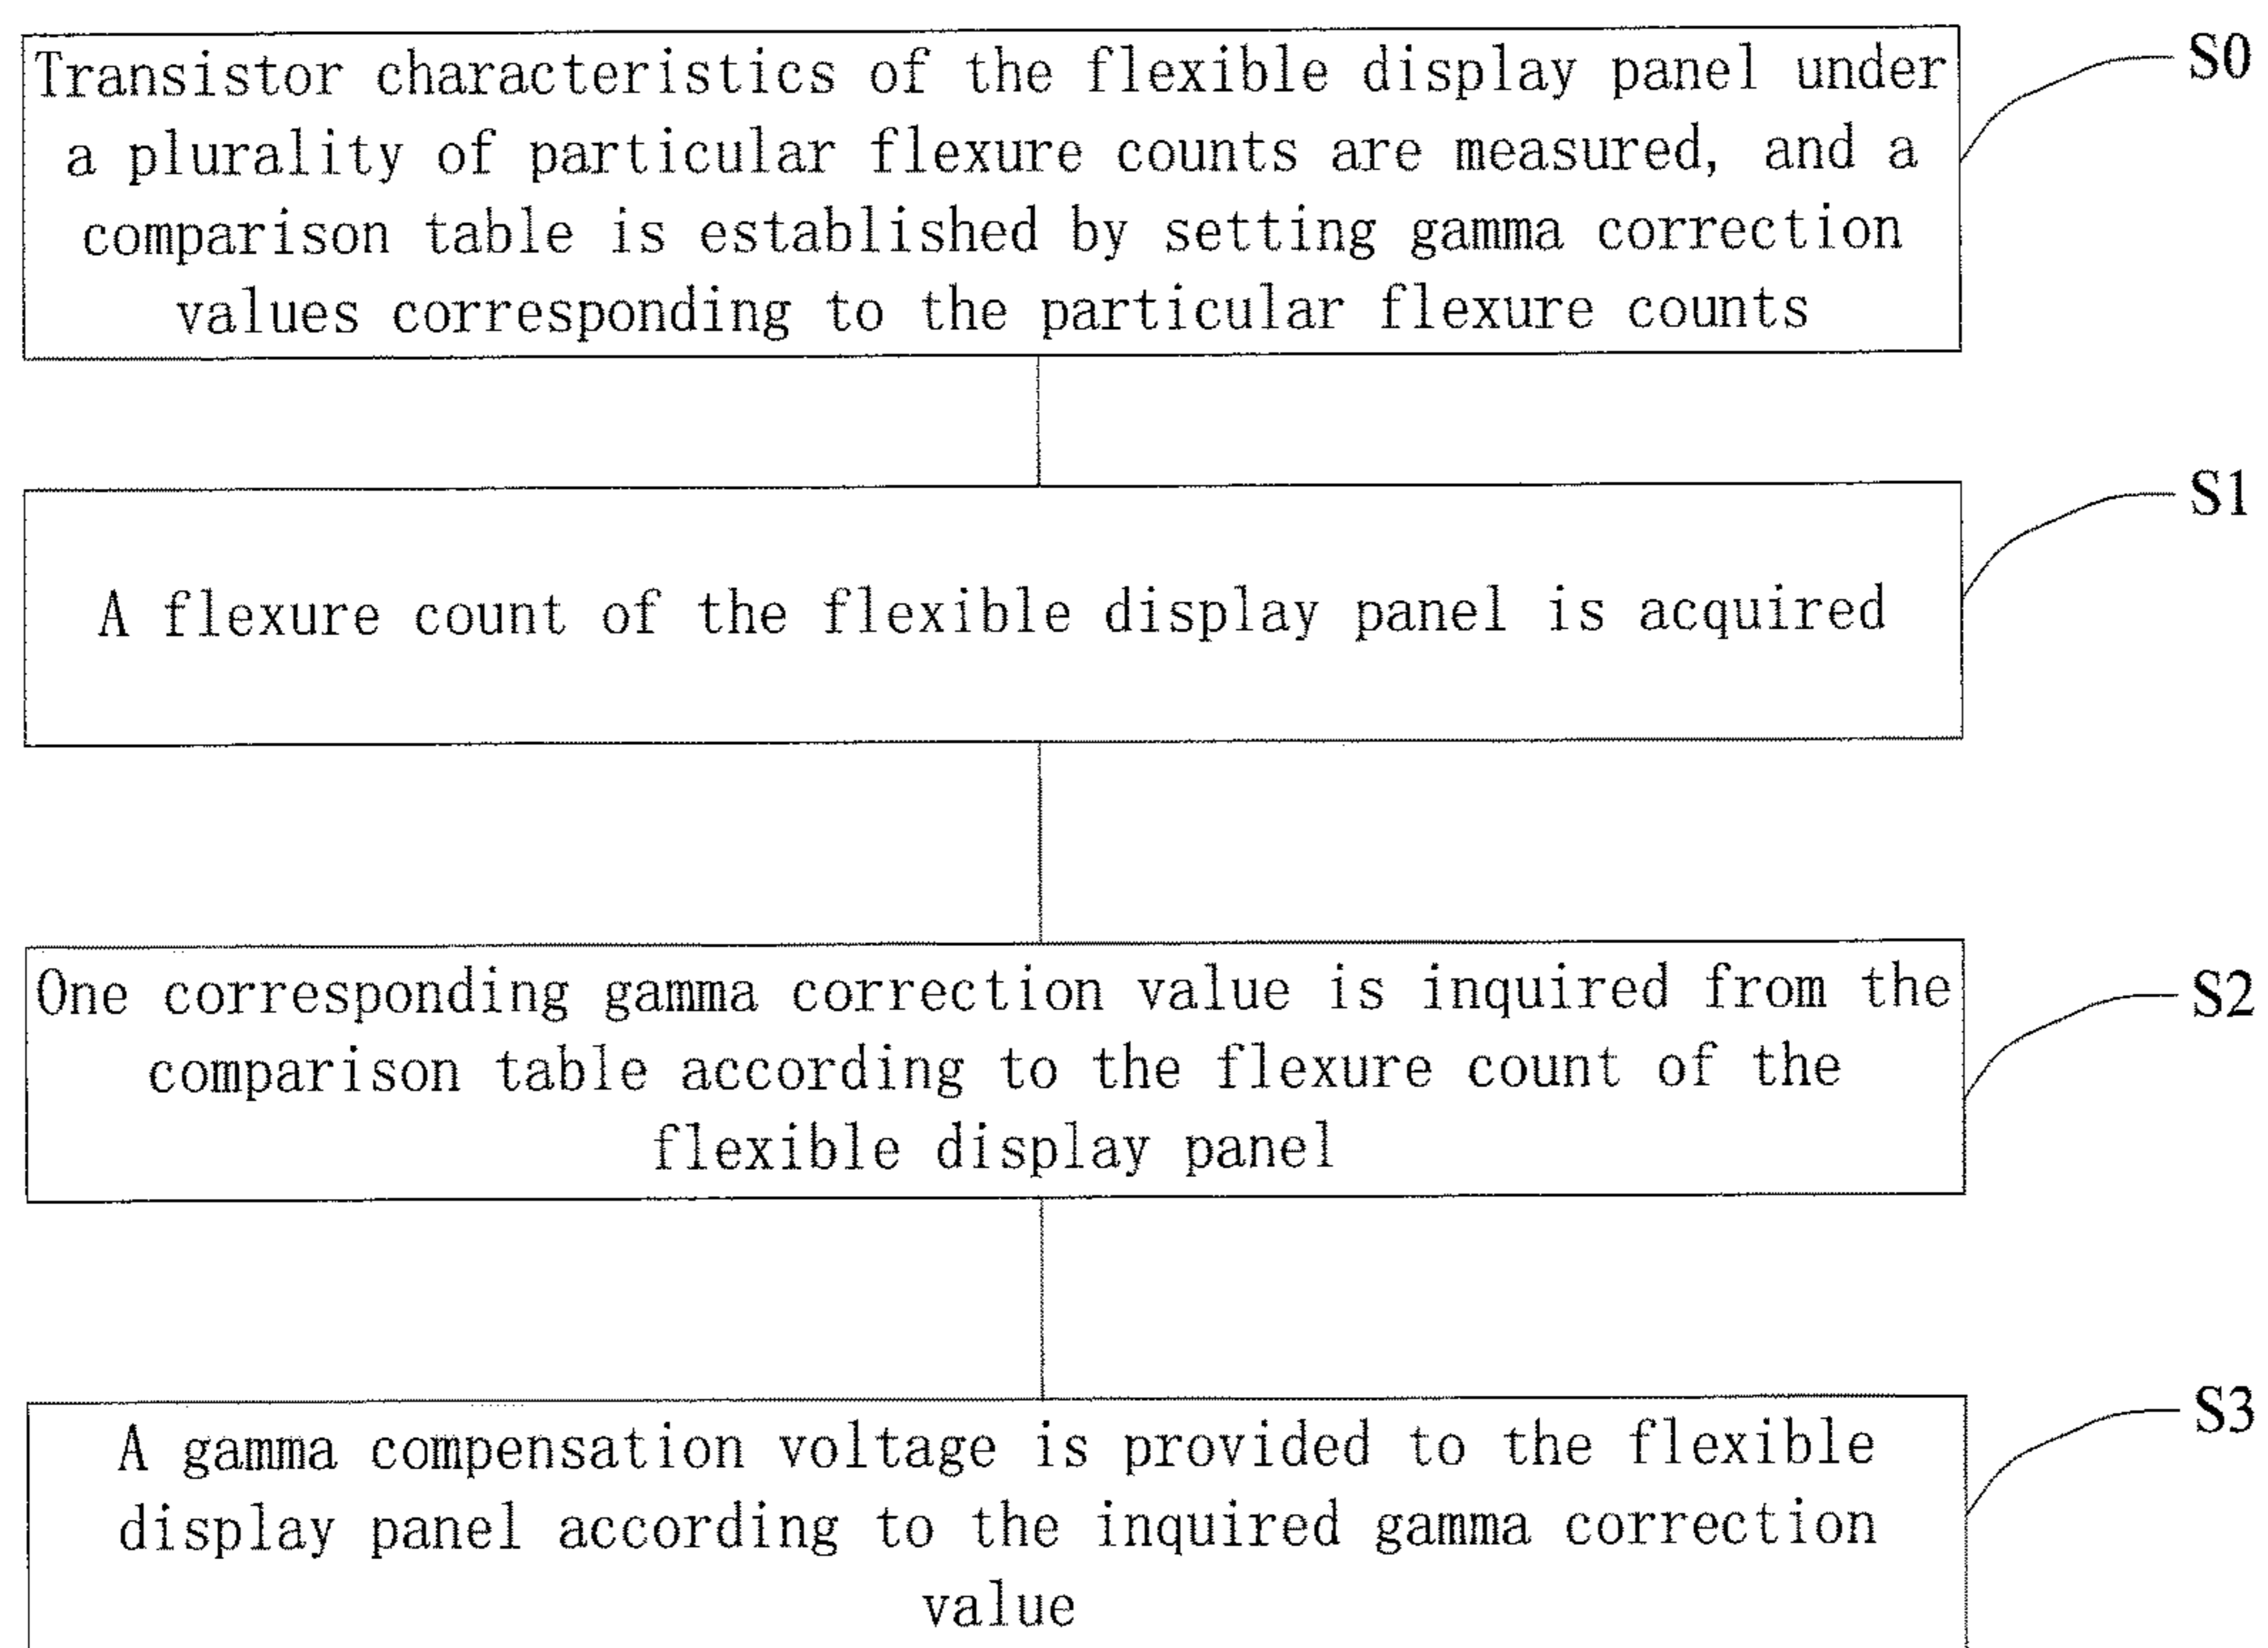 Transistor characteristics of the flexible display panel under
a plurality of particular flexure counts are measured, and a
comparison table is established by setting gamma correction
values corresponding to the particular flexure counts
S0
A flexure count of the flexible display panel is acquired
S1
One corresponding gamma correction value is inquired from the
comparison table according to the flexure count of the
flexible display panel
S2
A gamma compensation voltage is provided to the flexible
display panel according to the inquired gamma correction
value
S3